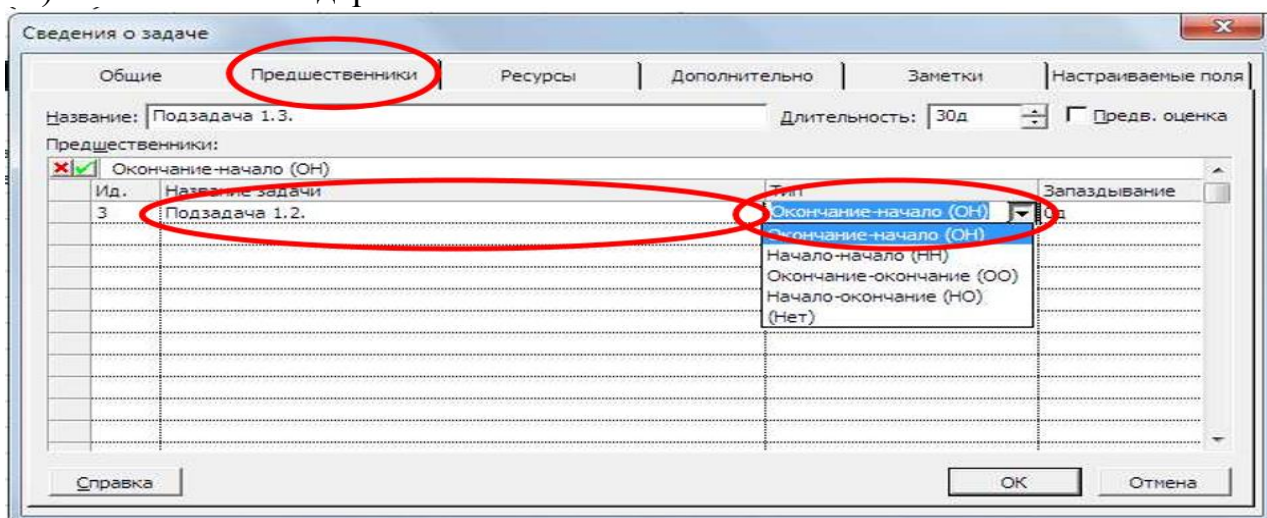 Сведения о задаче
Общие Предшественники Ресурсы Дополнительно Заметки Настраиваемые поля
Название: Подзадача 1.3. Длительность: 30д Предв. оценка
Предшественники:
Окончание-начало (ОН)
Ид. Название задачи Тип Запаздывание
3 Подзадача 1.2. Окончание-начало (ОН) 0д
Окончание-начало (ОН)
Начало-начало (НН)
Окончание-окончание (ОО)
Начало-окончание (НО)
(Нет)
Справка ОК Отмена